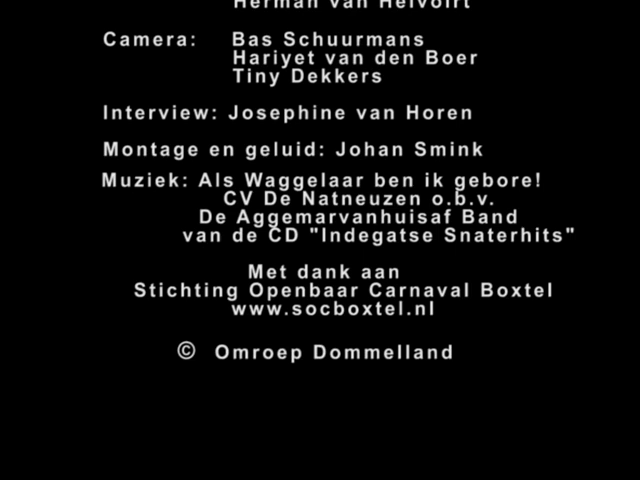 Herman van Helvoirt
Camera: Bas Schuurmans
Hariyet van den Boer
Tiny Dekkers
Interview: Josephine van Horen
Montage en geluid: Johan Smink
Muziek: Als Waggelaar ben ik gebore!
CV De Natneuzen o.b.v.
De Aggemarvanhuisaf Band
van de CD "Indegatse Snaterhits"
Met dank aan
Stichting Openbaar Carnaval Boxtel
www.socboxtel.nl
© Omroep Dommelland